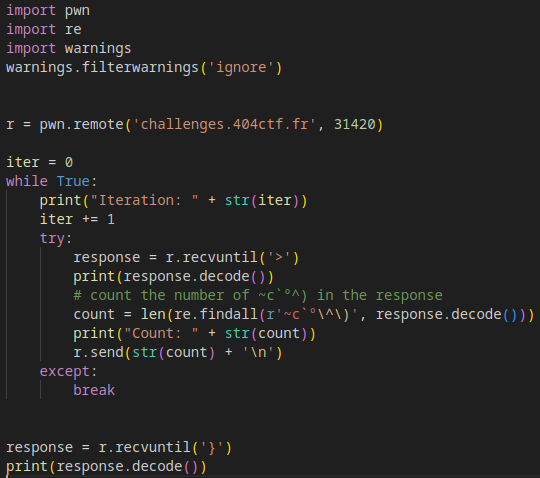 import pwn
import re
import warnings
warnings.filterwarnings('ignore')
r = pwn.remote('challenges.404ctf.fr', 31420)
iter = 0
while True:
    print("Iteration: " + str(iter))
    iter += 1
    try:
        response = r.recvuntil('>')
        print(response.decode())
        # count the number of ~c`°^) in the response
        count = len(re.findall(r'~c`°\^\)', response.decode()))
        print("Count: " + str(count))
        r.send(str(count) + '\n')
    except:
        break
response = r.recvuntil('}')
print(response.decode())